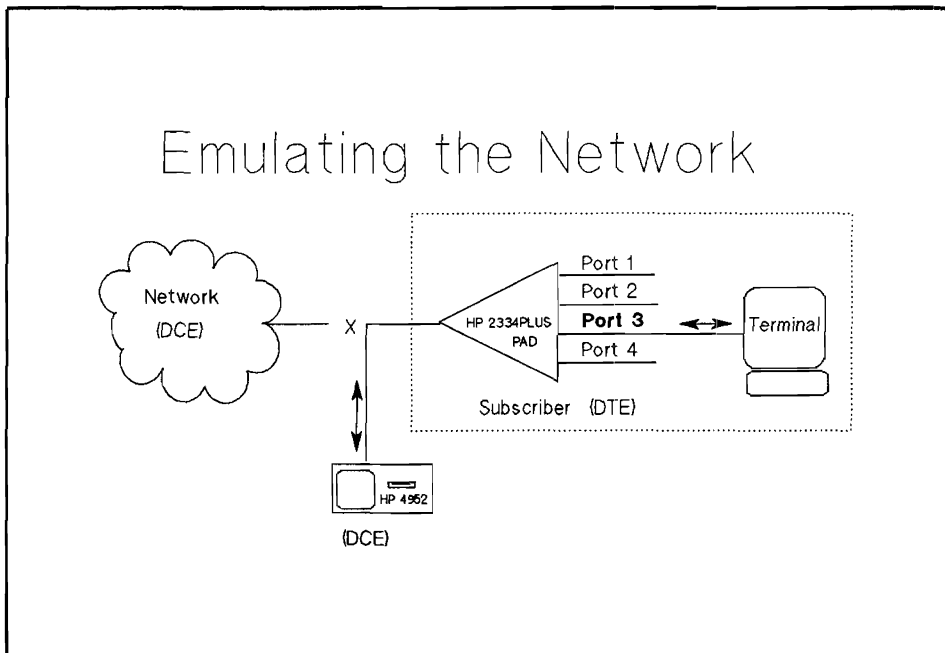 Emulating the Network
Network
(DCE)
X
HP 2334PLUS
PAD
Port 1
Port 2
Port 3
Port 4
Terminal
Subscriber (DTE)
HP 4952
(DCE)